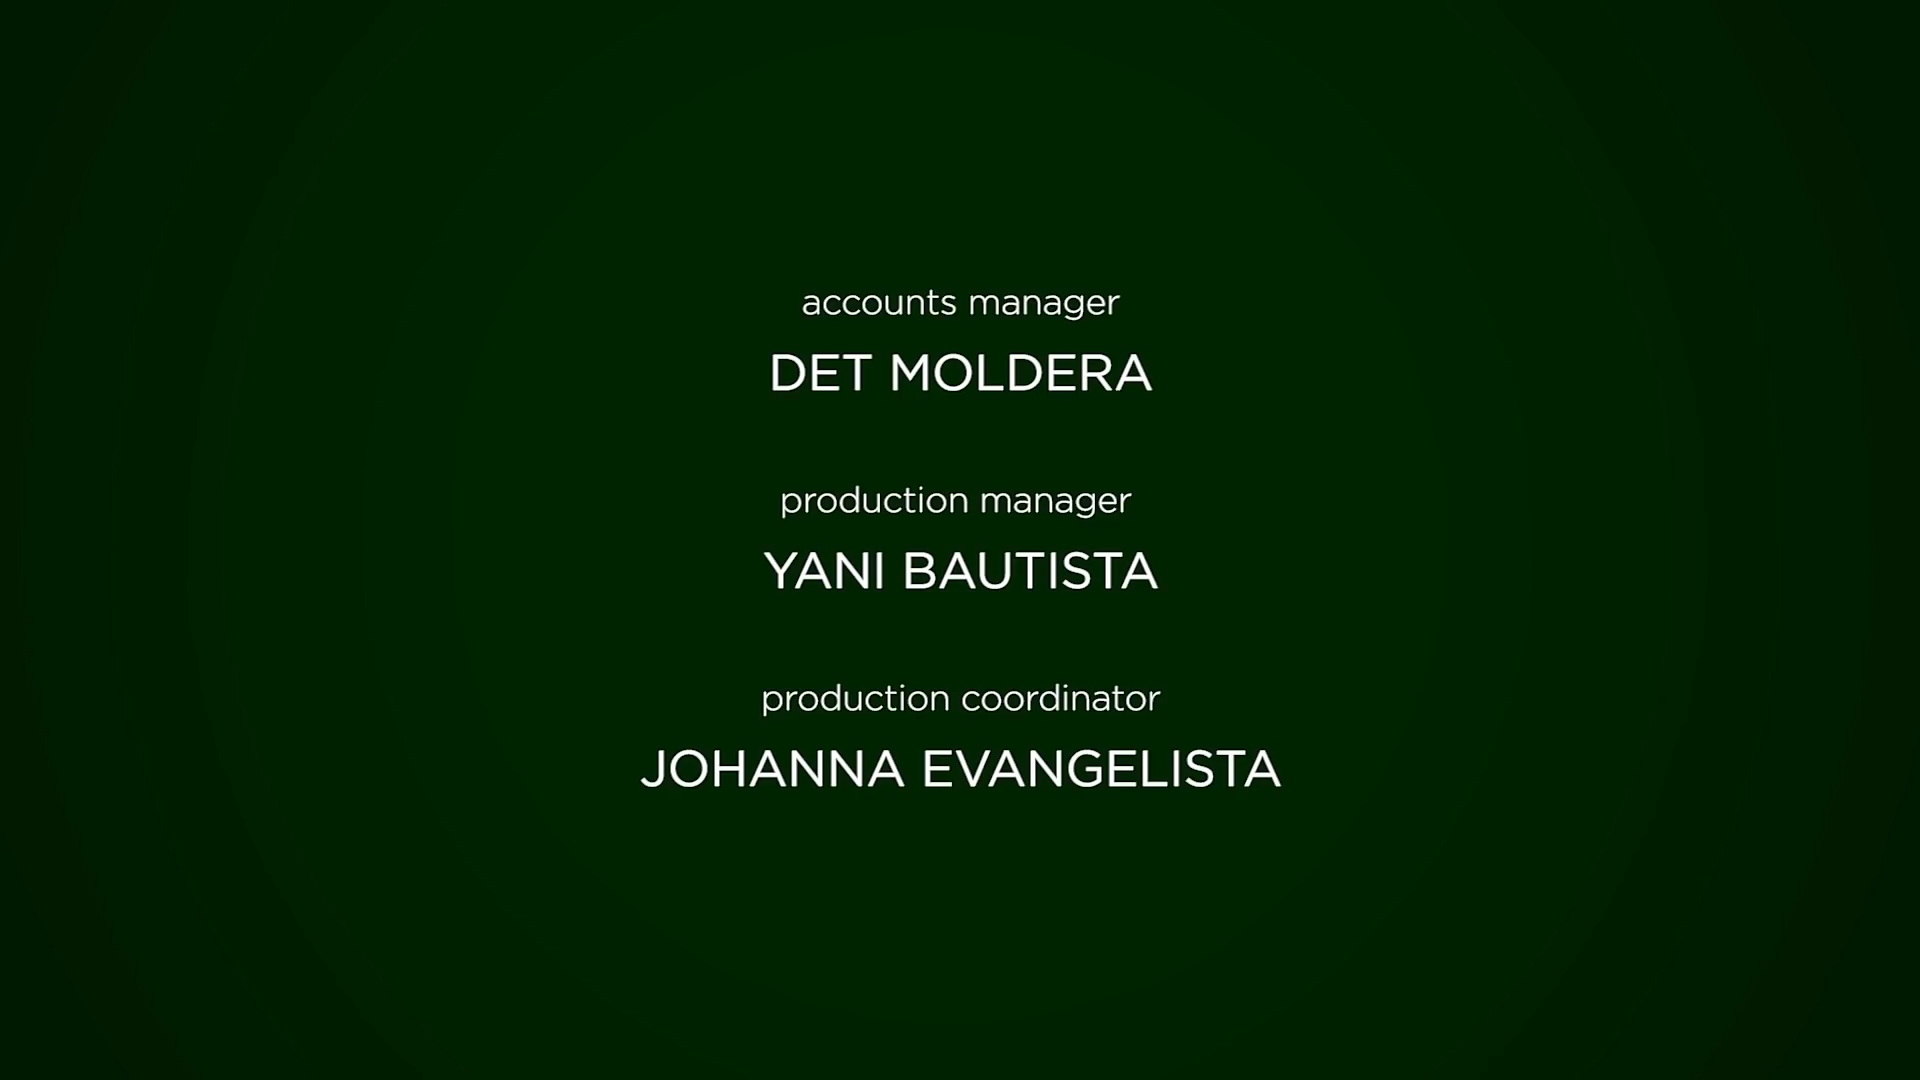 accounts manager
DET MOLDERA
production manager
YANI BAUTISTA
production coordinator
JOHANNA EVANGELISTA